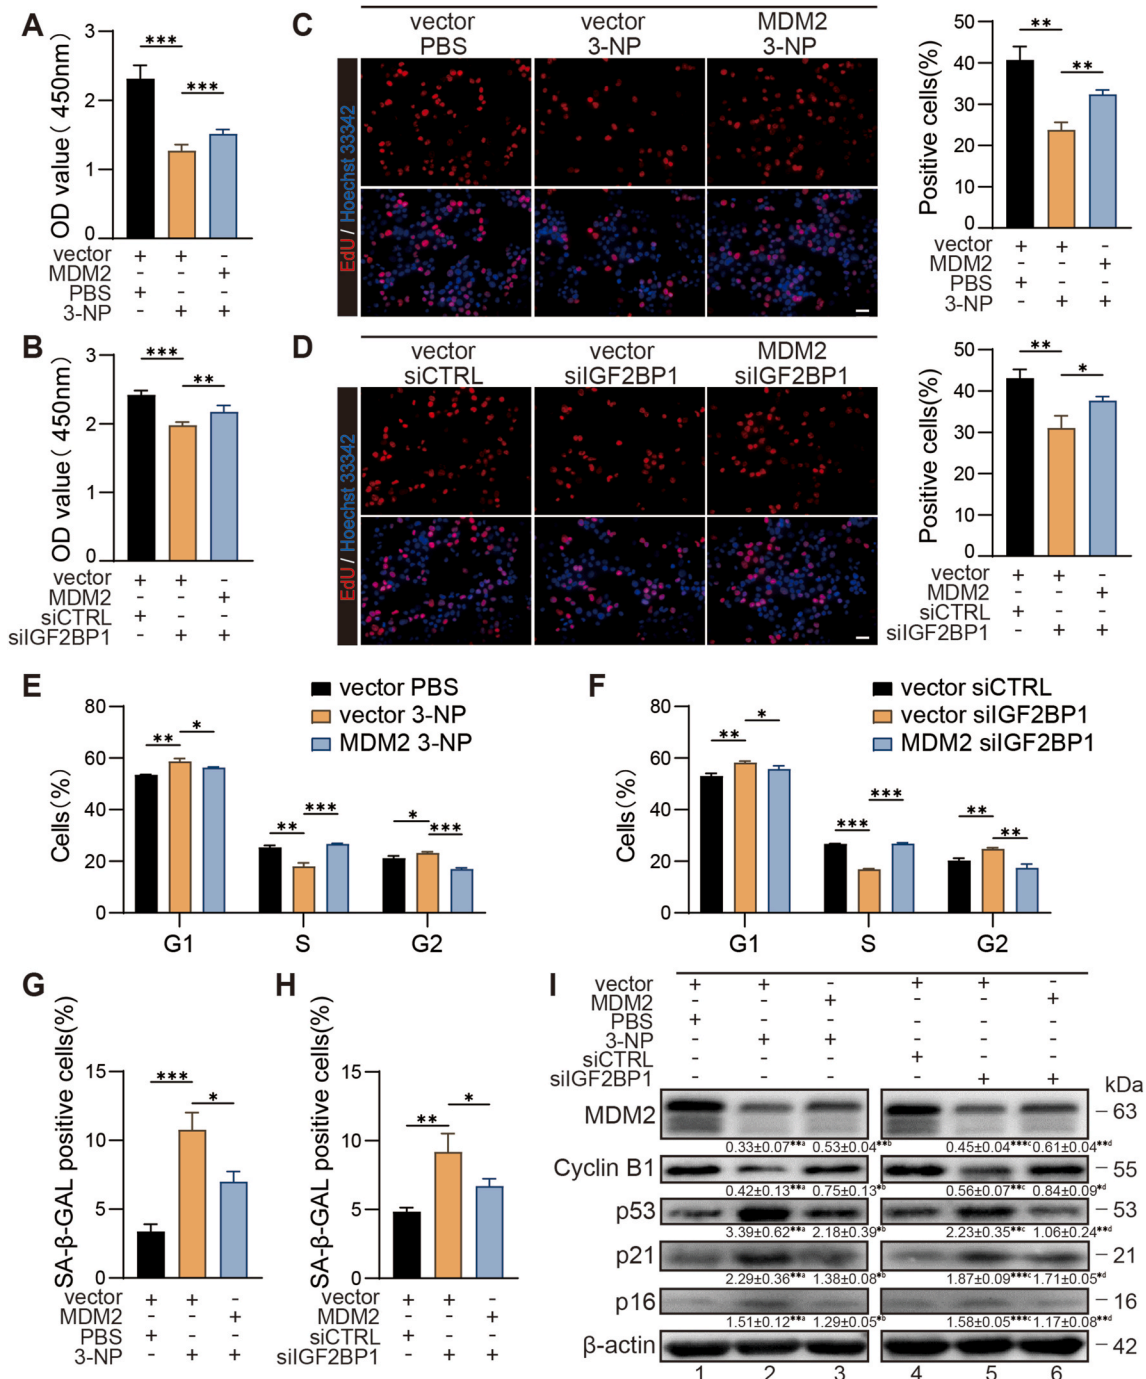 A
OD value( 450nm)
3
2
1
0
***
***
vector + + -
MDM2 - - +
PBS + - -
3-NP - + +
B
OD value( 450nm)
3
2
1
0
***
**
vector + + -
MDM2 - - +
siCTRL + - -
siIGF2BP1 - + +
C
vector vector MDM2
PBS 3-NP 3-NP
EdU / Hoechst 33342
Positive cells(%)
50
40
30
20
10
0
**
**
vector + + -
MDM2 - - +
PBS + - -
3-NP - + +
D
vector vector MDM2
siCTRL siIGF2BP1 siIGF2BP1
EdU / Hoechst 33342
Positive cells(%)
50
40
30
20
10
0
**
*
vector + + -
MDM2 - - +
siCTRL + - -
siIGF2BP1 - + +
E
vector PBS
vector 3-NP
MDM2 3-NP
Cells(%)
80
60
40
20
0
** *
** ***
* ***
G1 S G2
F
vector siCTRL
vector siIGF2BP1
MDM2 siIGF2BP1
Cells(%)
80
60
40
20
0
** *
*** ***
** **
G1 S G2
G
SA-β-GAL positive cells(%)
15
10
5
0
***
*
vector + + -
MDM2 - - +
PBS + - -
3-NP - + +
H
SA-β-GAL positive cells(%)
15
10
5
0
**
*
vector + + -
MDM2 - - +
siCTRL + - -
siIGF2BP1 - + +
I
vector + + - + + -
MDM2 - - + - - +
PBS + - - - - -
3-NP - + + - - -
siCTRL - - - + - -
siIGF2BP1 - - - - + +
kDa
MDM2 63
0.33±0.07**a 0.53±0.04**b 0.45±0.04***c 0.61±0.04**d
Cyclin B1 55
0.42±0.13**a 0.75±0.13*b 0.56±0.07**c 0.84±0.09*d
p53 53
3.39±0.62**a 2.18±0.39*b 2.23±0.35**c 1.06±0.24**d
p21 21
2.29±0.36**a 1.38±0.08*b 1.87±0.09***c 1.71±0.05*d
p16 16
1.51±0.12**a 1.29±0.05*b 1.58±0.05***c 1.17±0.08**d
β-actin 42
1 2 3 4 5 6